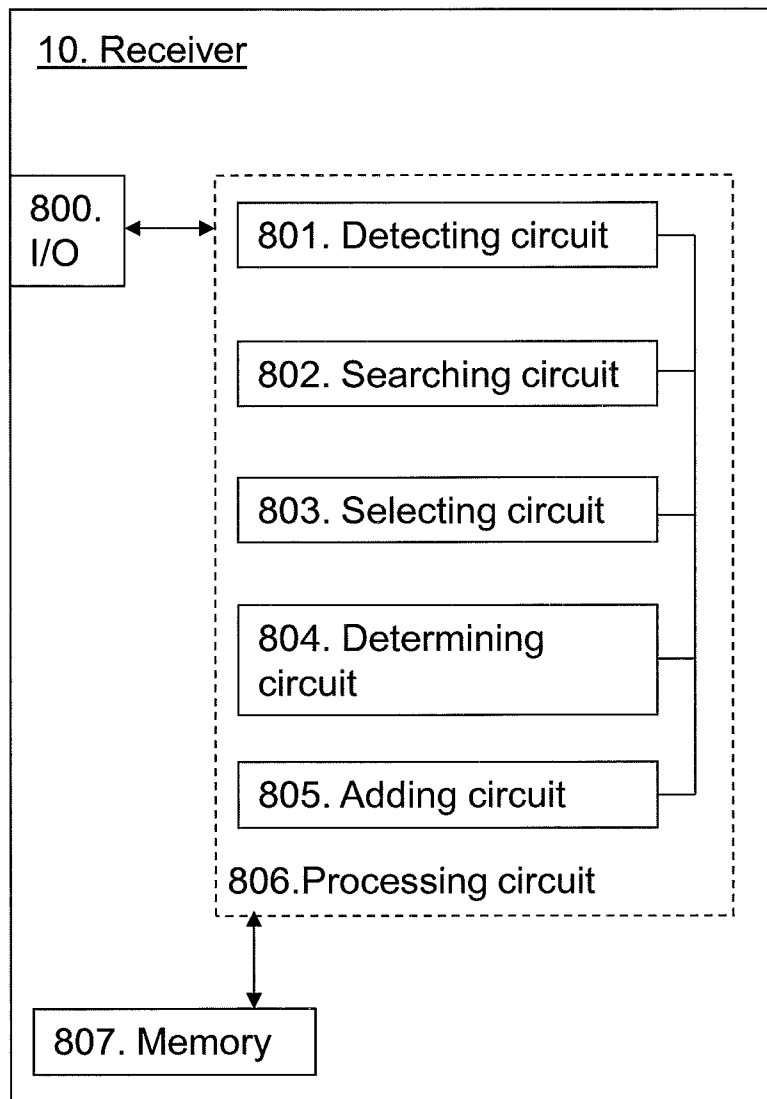 10. Receiver
800.
I/O
801. Detecting circuit
802. Searching circuit
803. Selecting circuit
804. Determining
circuit
805. Adding circuit
806.Processing circuit
807. Memory